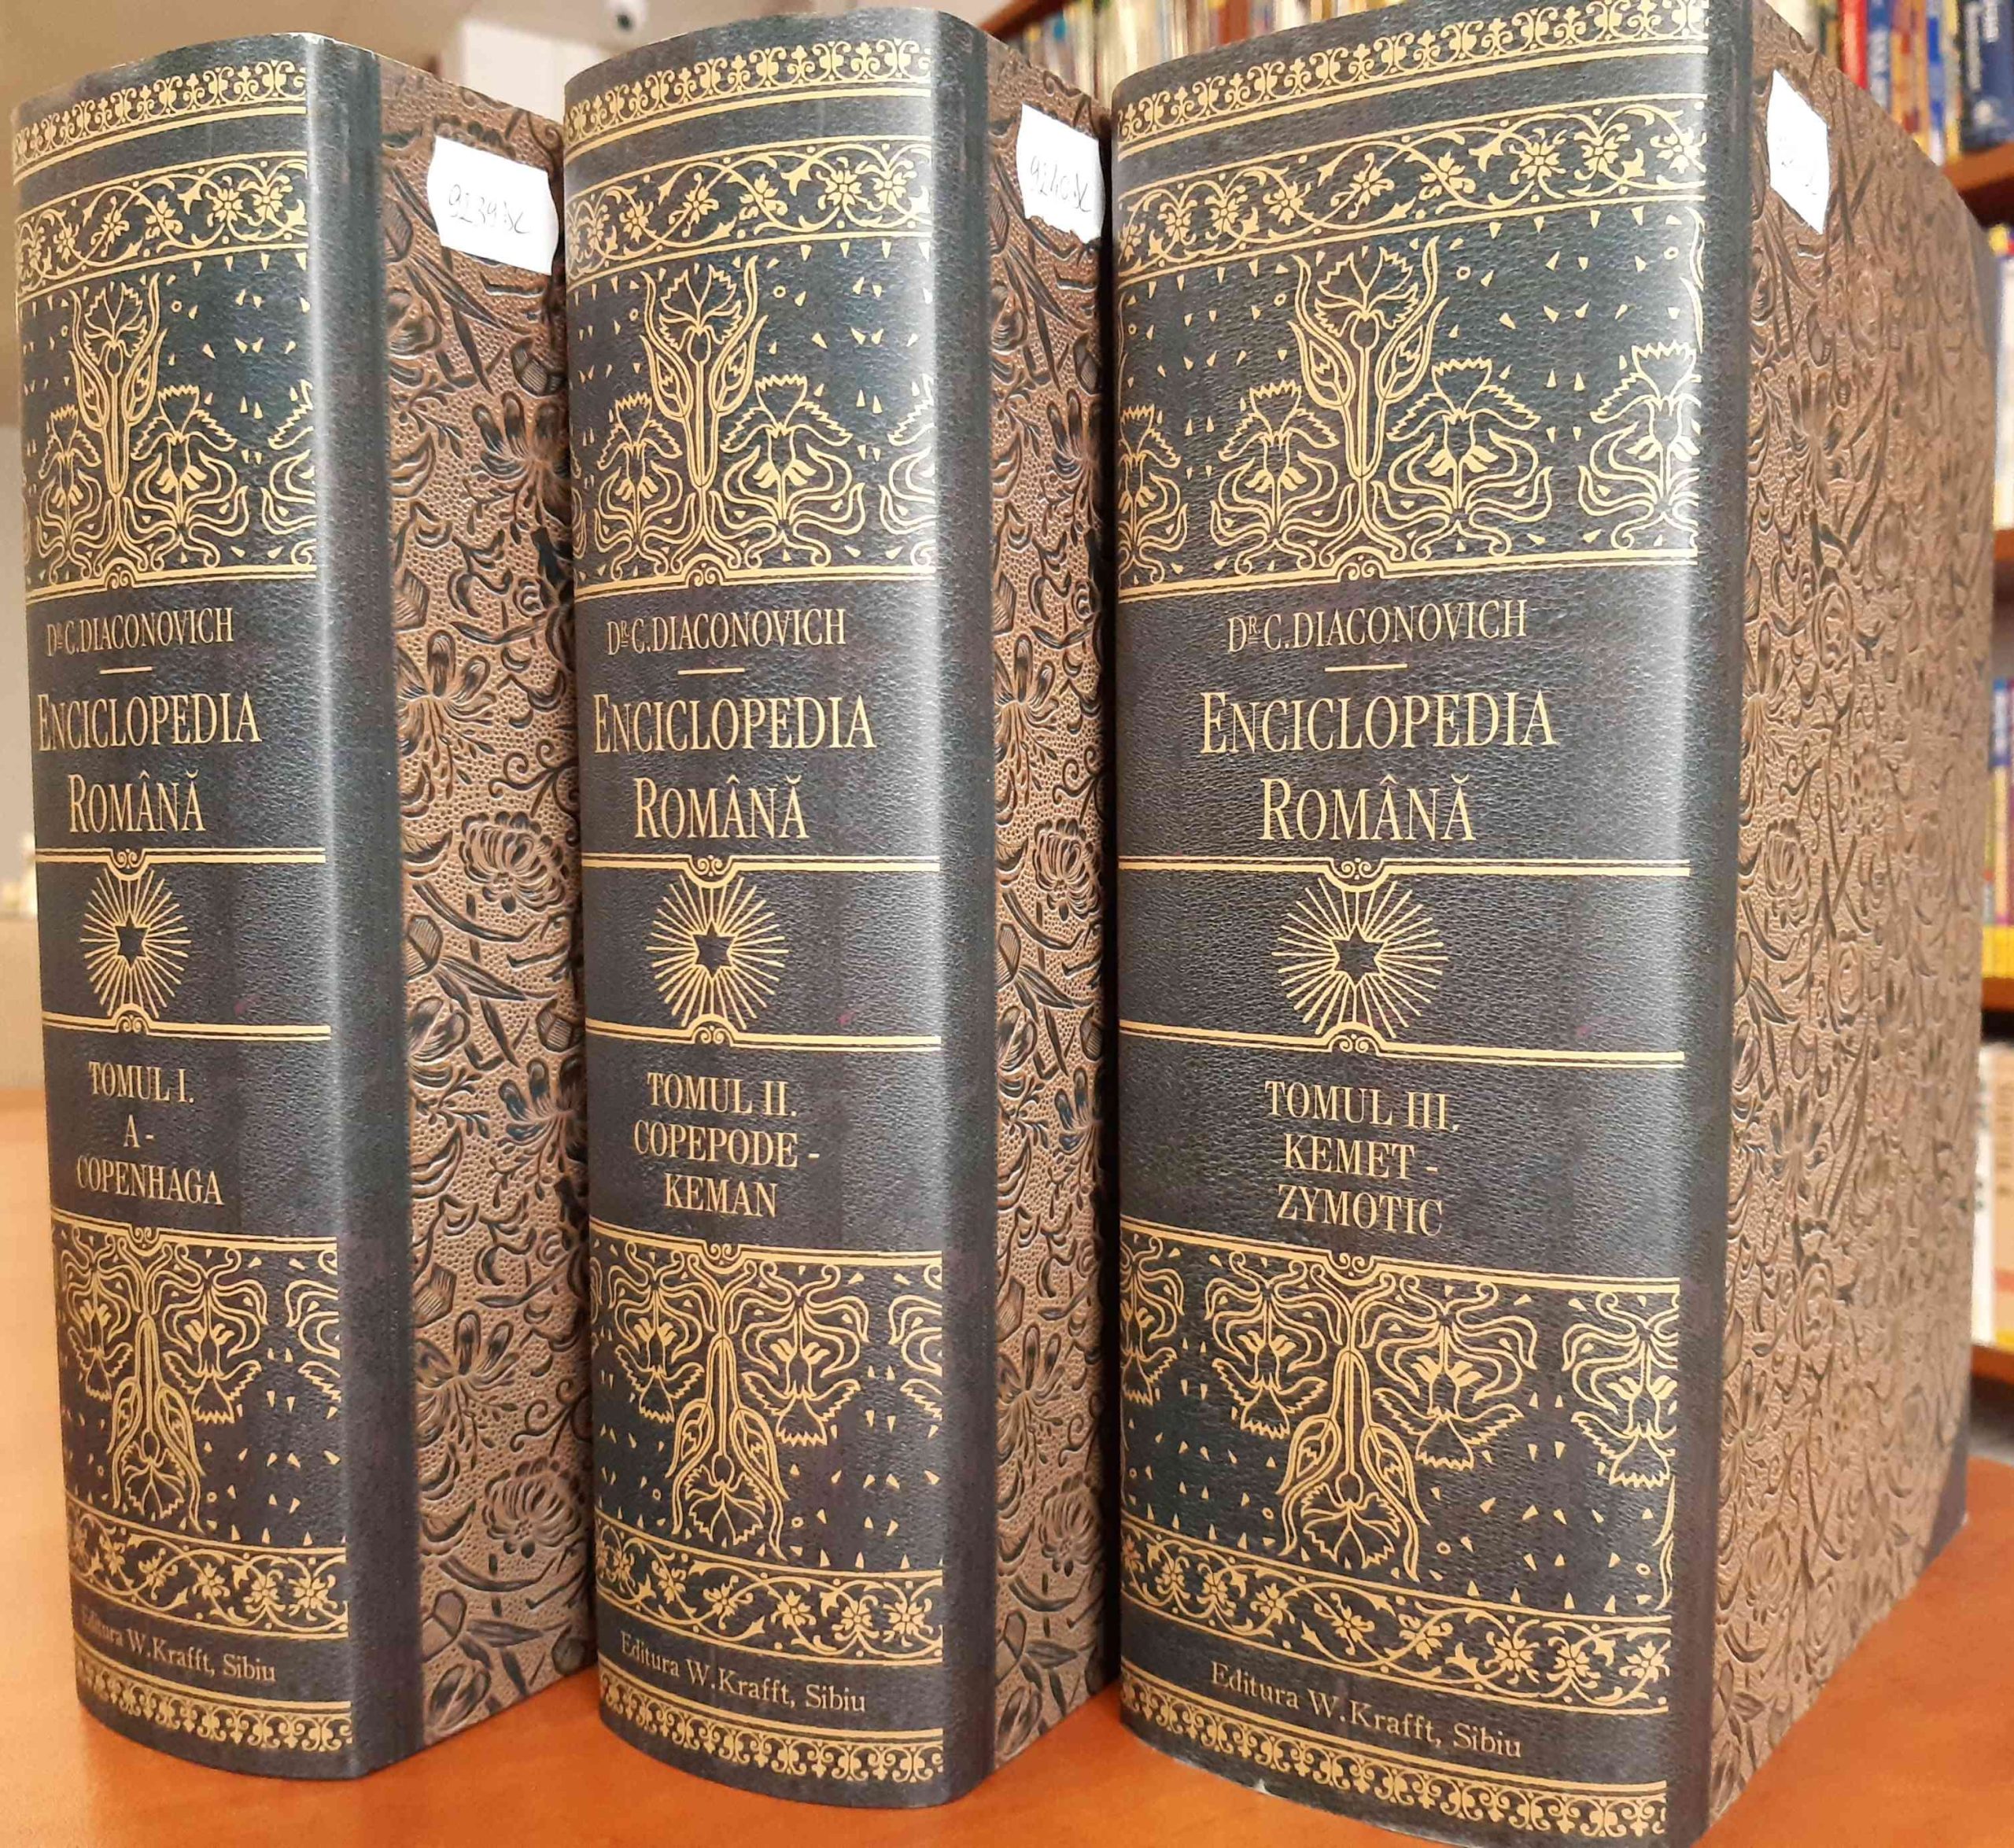 DR C. DIACONOVICH
ENCICLOPEDIA
ROMÂNĂ
TOMUL I.
A -
COPENHAGA
Editura W. Krafft, Sibiu
DR C. DIACONOVICH
ENCICLOPEDIA
ROMÂNĂ
TOMUL II.
COPEPODE -
KEMAN
Editura W. Krafft, Sibiu
DR C. DIACONOVICH
ENCICLOPEDIA
ROMÂNĂ
TOMUL III.
KEMET -
ZYMOTIC
Editura W. Krafft, Sibiu